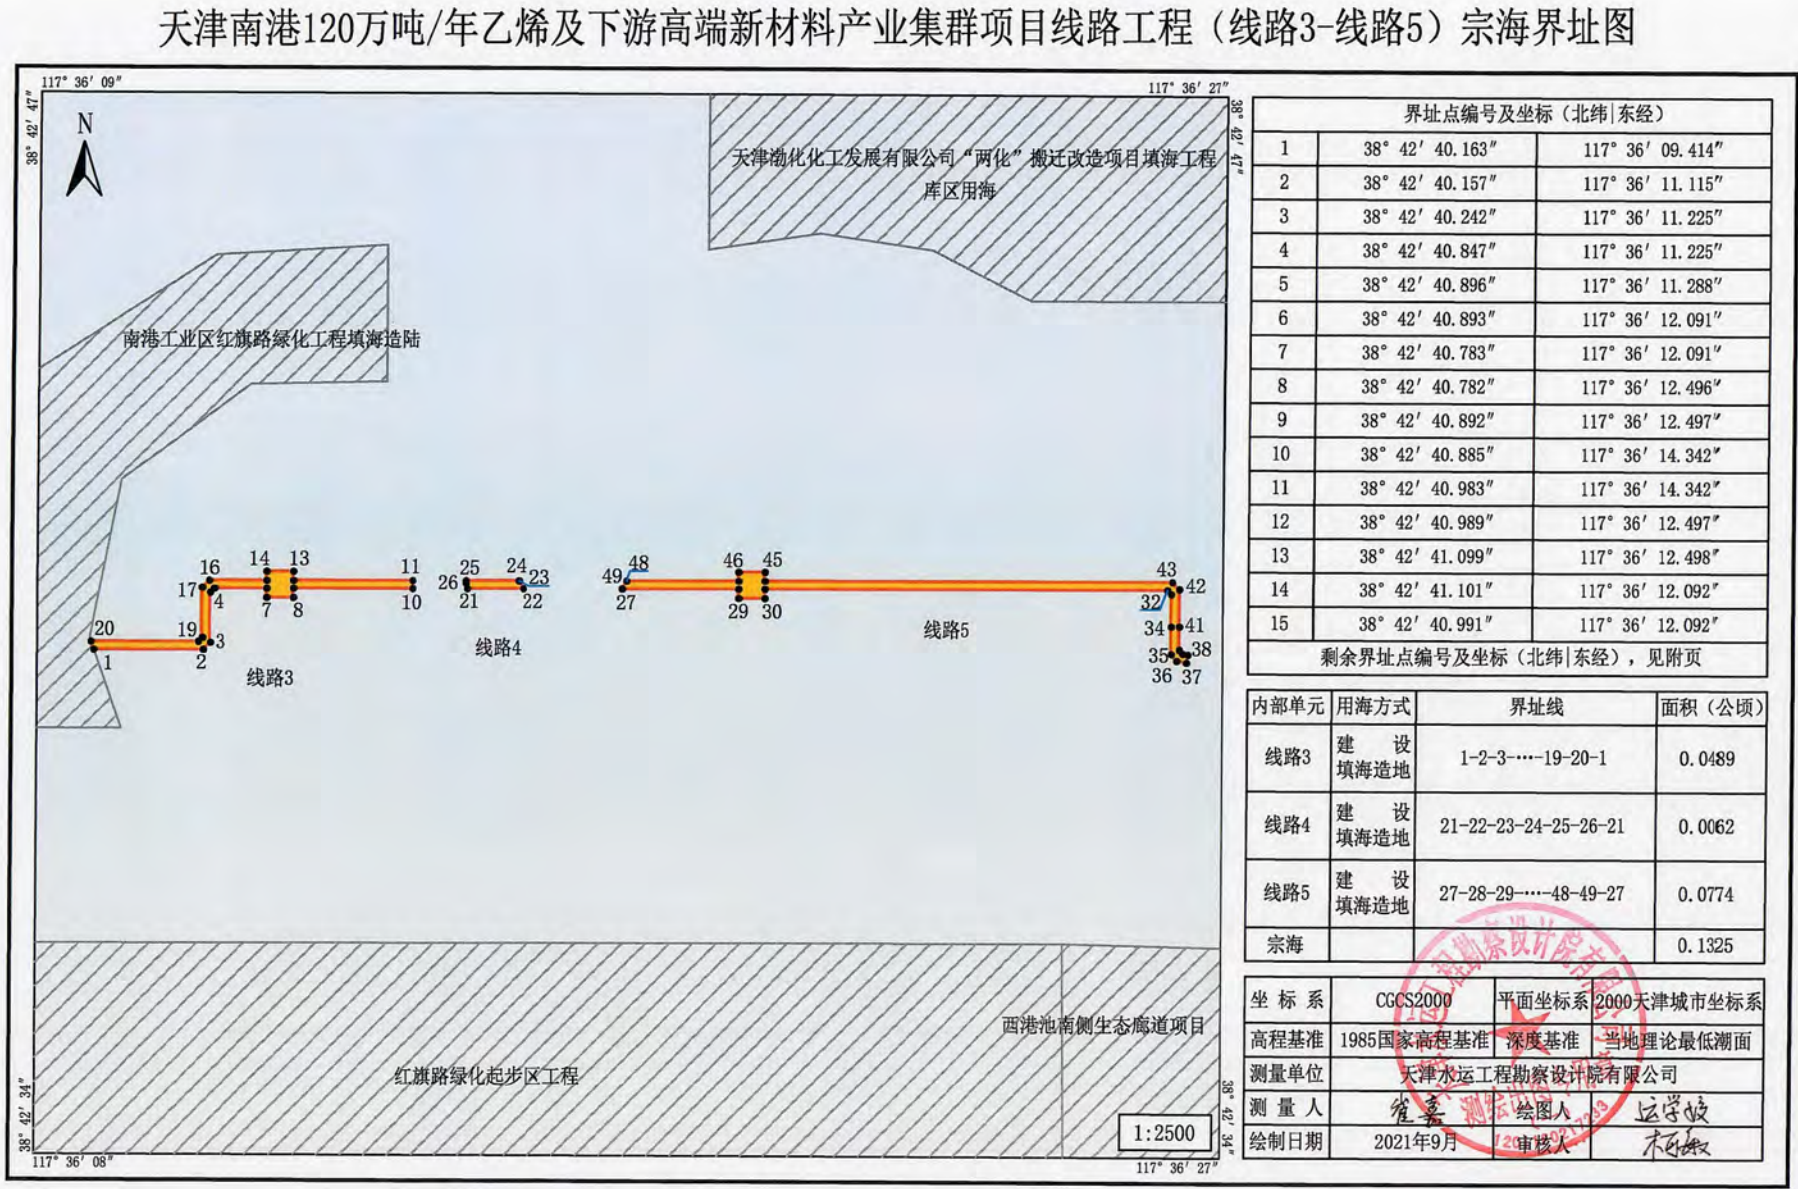 天津南港120万吨/年乙烯及下游高端新材料产业集群项目线路工程（线路3-线路5）宗海界址图
117° 36′ 09″
117° 36′ 27″
38° 42′ 47″
38° 42′ 47″
N
天津渤化化工发展有限公司“两化”搬迁改造项目填海工程
库区用海
南港工业区红旗路绿化工程填海造陆
14 13
16 11
17 4 7 8 10
20 19 3
1 2
线路3
25 24
26 23
21 22
线路4
48 46 45
49
27 29 30
线路5
43
42
32
34 41
35 38
36 37
西港池南侧生态廊道项目
红旗路绿化起步区工程
1:2500
38° 42′ 34″
38° 42′ 34″
117° 36′ 08″
117° 36′ 27″
界址点编号及坐标（北纬|东经）
1 38° 42′ 40.163″ 117° 36′ 09.414″
2 38° 42′ 40.157″ 117° 36′ 11.115″
3 38° 42′ 40.242″ 117° 36′ 11.225″
4 38° 42′ 40.847″ 117° 36′ 11.225″
5 38° 42′ 40.896″ 117° 36′ 11.288″
6 38° 42′ 40.893″ 117° 36′ 12.091″
7 38° 42′ 40.783″ 117° 36′ 12.091″
8 38° 42′ 40.782″ 117° 36′ 12.496″
9 38° 42′ 40.892″ 117° 36′ 12.497″
10 38° 42′ 40.885″ 117° 36′ 14.342″
11 38° 42′ 40.983″ 117° 36′ 14.342″
12 38° 42′ 40.989″ 117° 36′ 12.497″
13 38° 42′ 41.099″ 117° 36′ 12.498″
14 38° 42′ 41.101″ 117° 36′ 12.092″
15 38° 42′ 40.991″ 117° 36′ 12.092″
剩余界址点编号及坐标（北纬|东经），见附页
内部单元 用海方式 界址线 面积（公顷）
线路3 建设填海造地 1-2-3-…-19-20-1 0.0489
线路4 建设填海造地 21-22-23-24-25-26-21 0.0062
线路5 建设填海造地 27-28-29-…-48-49-27 0.0774
宗海 0.1325
坐标系 CGCS2000 平面坐标系 2000天津城市坐标系
高程基准 1985国家高程基准 深度基准 当地理论最低潮面
测量单位 天津水运工程勘察设计院有限公司
测量人 绘图人
绘制日期 2021年9月 审核人